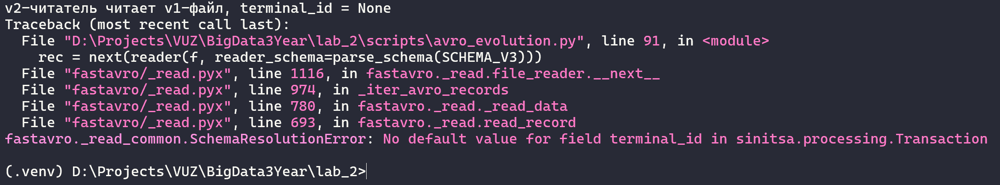 v2-читатель читает v1-файл, terminal_id = None
Traceback (most recent call last):
  File "D:\Projects\VUZ\BigData3Year\lab_2\scripts\avro_evolution.py", line 91, in <module>
    rec = next(reader(f, reader_schema=parse_schema(SCHEMA_V3)))
  File "fastavro/_read.pyx", line 1116, in fastavro._read.file_reader.__next__
  File "fastavro/_read.pyx", line 974, in _iter_avro_records
  File "fastavro/_read.pyx", line 780, in fastavro._read._read_data
  File "fastavro/_read.pyx", line 693, in fastavro._read.read_record
fastavro._read_common.SchemaResolutionError: No default value for field terminal_id in sinitsa.processing.Transaction
(.venv) D:\Projects\VUZ\BigData3Year\lab_2>